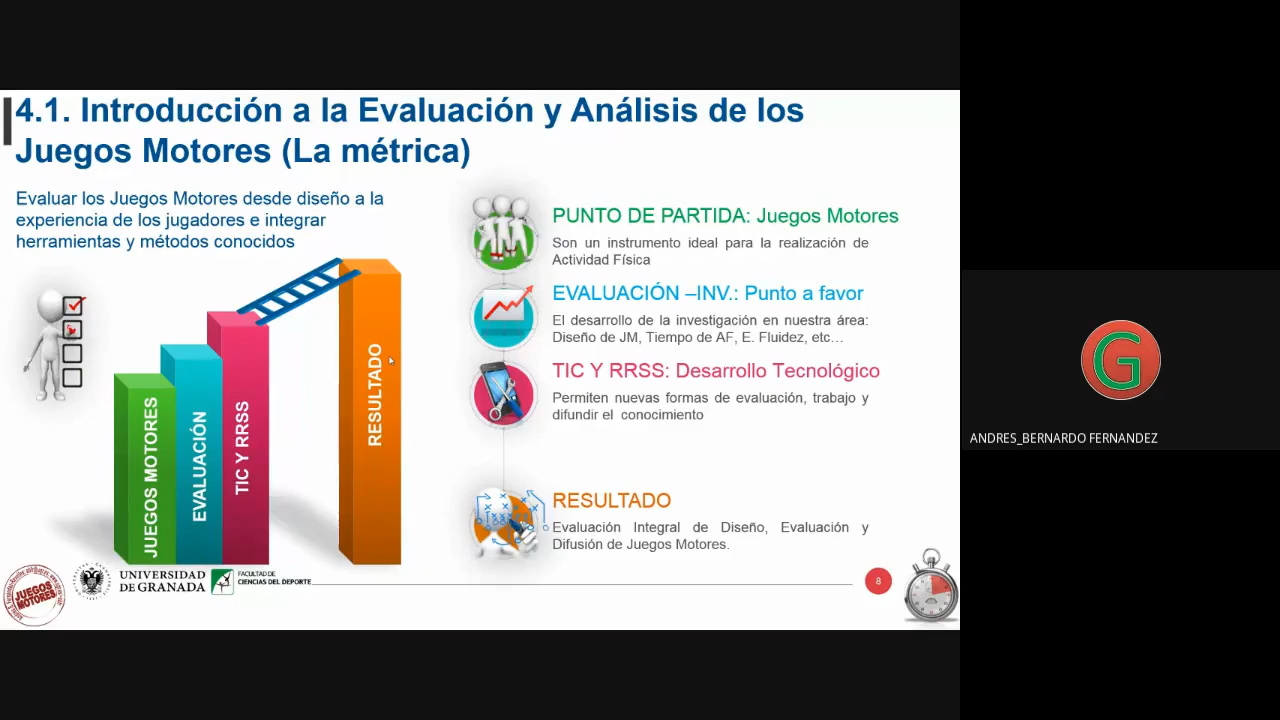 4.1. Introducción a la Evaluación y Análisis de los
Juegos Motores (La métrica)
Evaluar los Juegos Motores desde diseño a la
experiencia de los jugadores e integrar
herramientas y métodos conocidos
JUEGOS MOTORES
EVALUACIÓN
TIC Y RRSS
RESULTADO
PUNTO DE PARTIDA: Juegos Motores
Son un instrumento ideal para la realización de
Actividad Física
EVALUACIÓN –INV.: Punto a favor
El desarrollo de la investigación en nuestra área:
Diseño de JM, Tiempo de AF, E. Fluidez, etc…
TIC Y RRSS: Desarrollo Tecnológico
Permiten nuevas formas de evaluación, trabajo y
difundir el conocimiento
RESULTADO
Evaluación Integral de Diseño, Evaluación y
Difusión de Juegos Motores.
JUEGOS
MOTORES
UNIVERSIDAD
DE GRANADA
FACULTAD DE
CIENCIAS DEL DEPORTE
8
G
ANDRES_BERNARDO FERNANDEZ